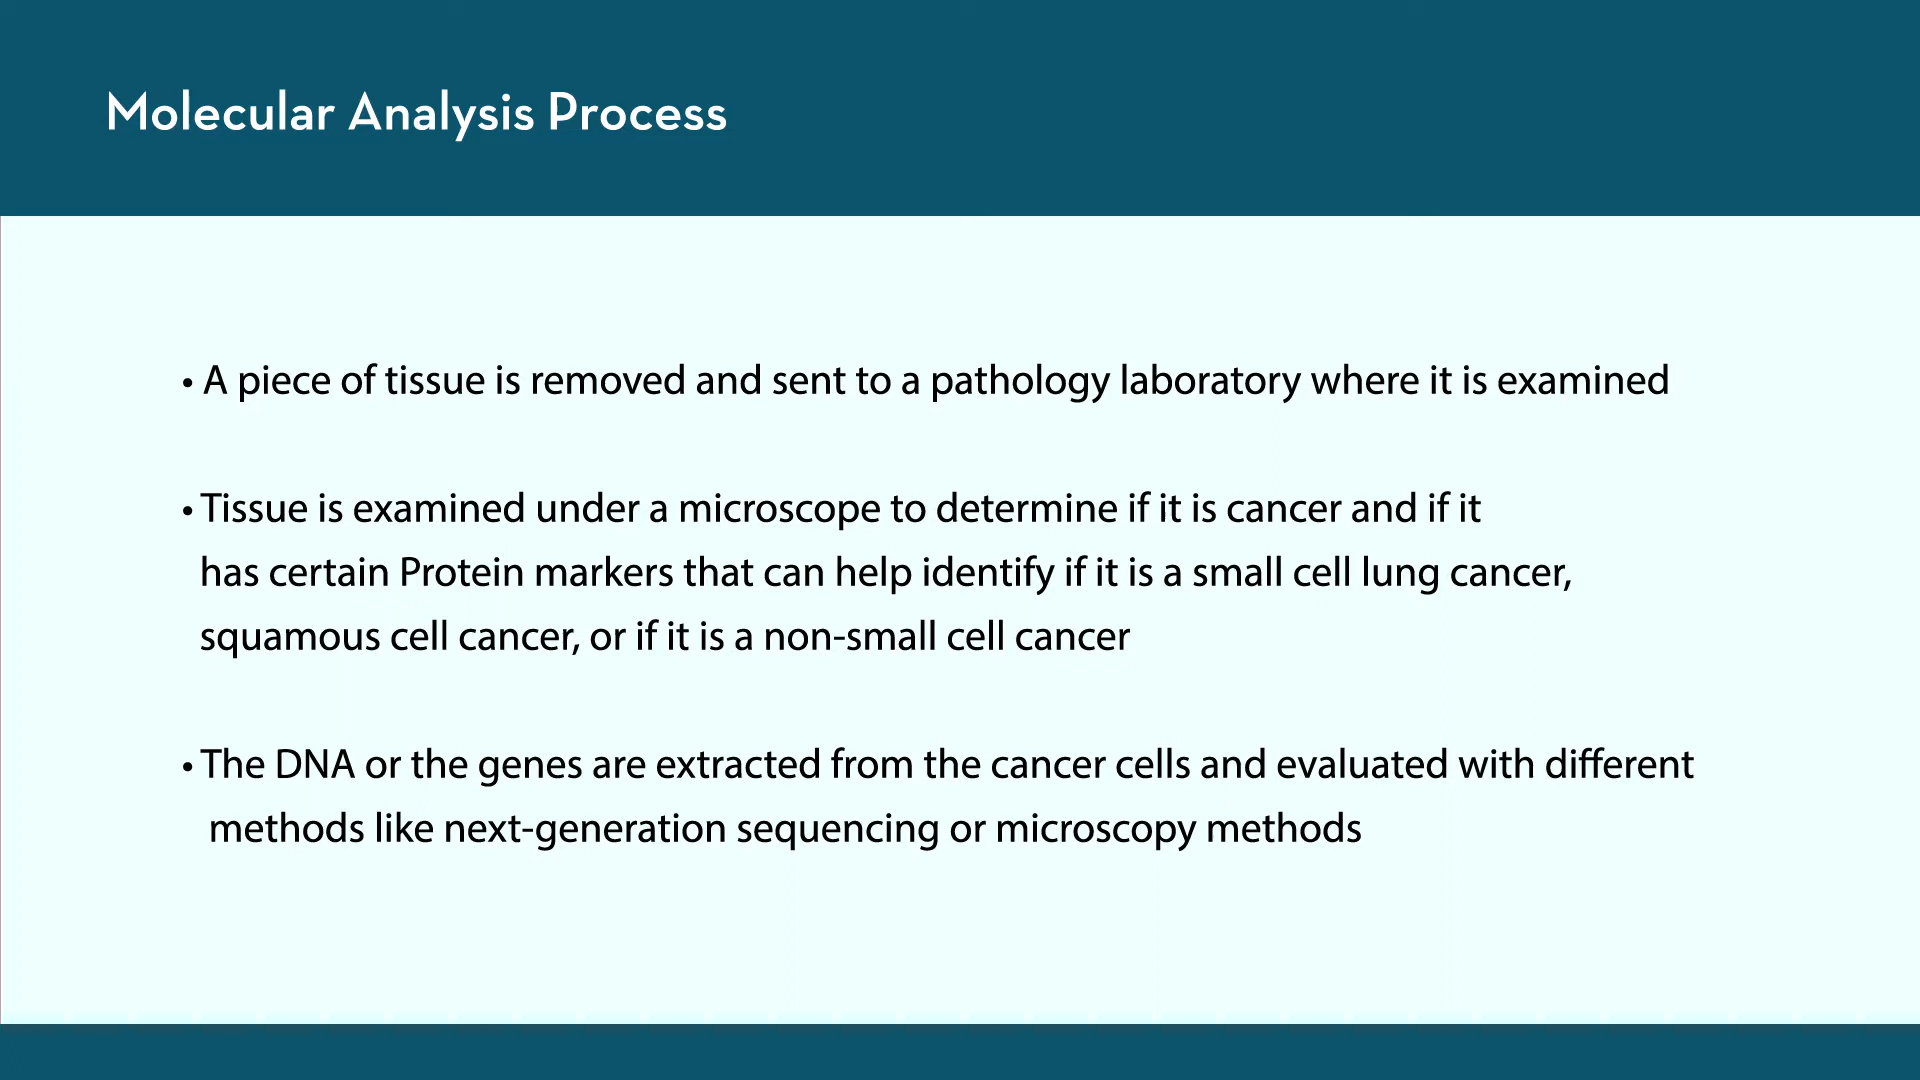 Molecular Analysis Process
• A piece of tissue is removed and sent to a pathology laboratory where it is examined
• Tissue is examined under a microscope to determine if it is cancer and if it
has certain Protein markers that can help identify if it is a small cell lung cancer,
squamous cell cancer, or if it is a non-small cell cancer
• The DNA or the genes are extracted from the cancer cells and evaluated with different
methods like next-generation sequencing or microscopy methods